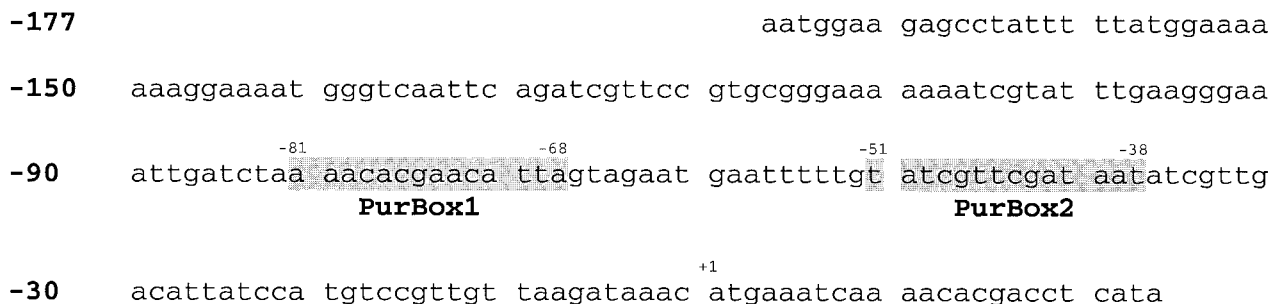 -177 aatggaa gagcctattt ttatggaaaa
-150 aaaggaaaat gggtcaattc agatcgttcc gtgcgggaaa aaaatcgtat ttgaagggaa
-81 -68 -51 -38
-90 attgatctaa aacacgaaca ttagtagaat gaatttttgt atcgttcgat aatatcgttg
PurBox1 PurBox2
+1
-30 acattatcca tgtccgttgt taagataaac atgaaatcaa aacacgacct cata